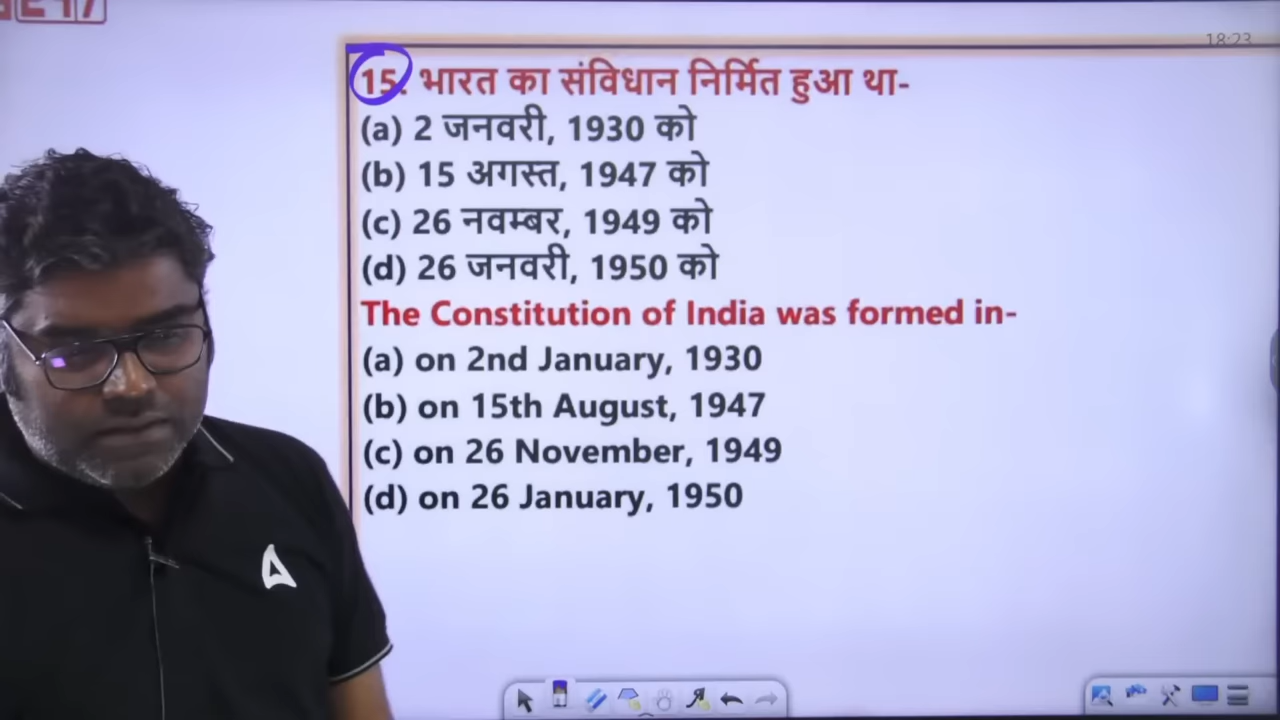 18:23
15. भारत का संविधान निर्मित हुआ था-
(a) 2 जनवरी, 1930 को
(b) 15 अगस्त, 1947 को
(c) 26 नवम्बर, 1949 को
(d) 26 जनवरी, 1950 को
The Constitution of India was formed in-
(a) on 2nd January, 1930
(b) on 15th August, 1947
(c) on 26 November, 1949
(d) on 26 January, 1950